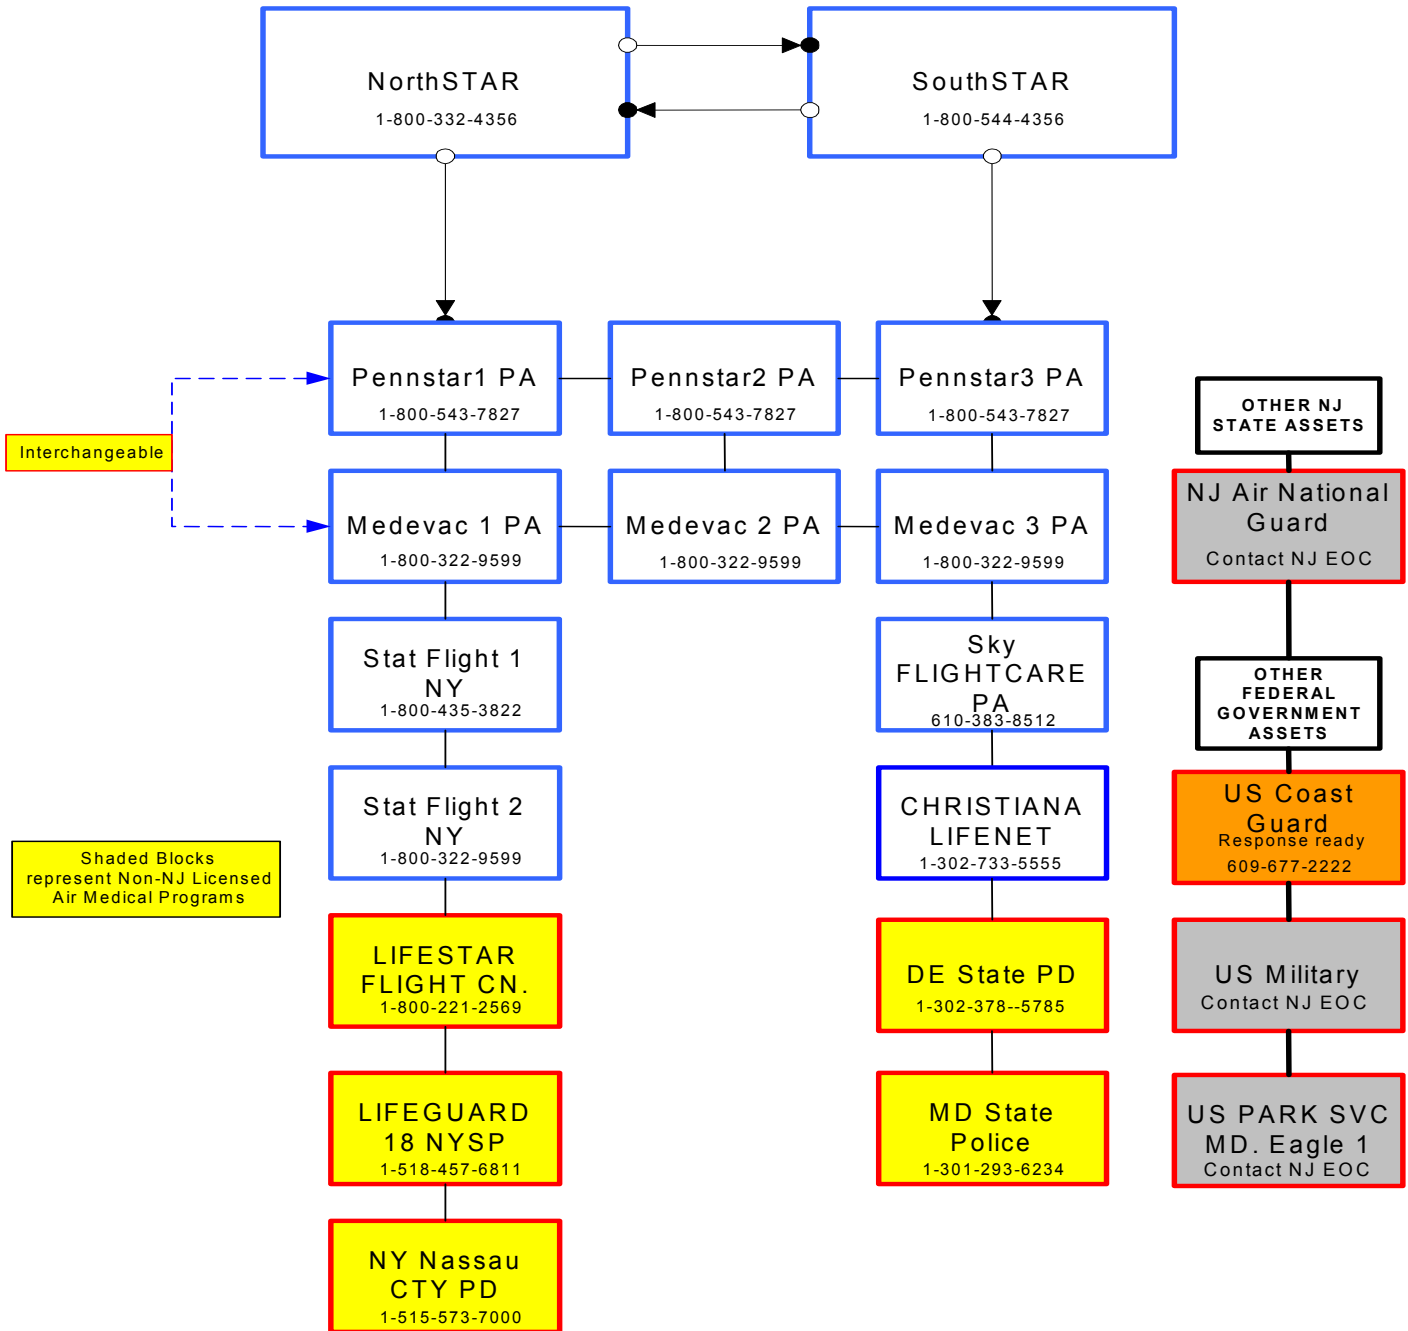 NorthSTAR
1-800-332-4356
SouthSTAR
1-800-544-4356
Pennstar1 PA
1-800-543-7827
Pennstar2 PA
1-800-543-7827
Pennstar3 PA
1-800-543-7827
Interchangeable
Medevac 1 PA
1-800-322-9599
Medevac 2 PA
1-800-322-9599
Medevac 3 PA
1-800-322-9599
Stat Flight 1
NY
1-800-435-3822
Sky
FLIGHTCARE
PA
610-383-8512
Stat Flight 2
NY
1-800-322-9599
CHRISTIANA
LIFENET
1-302-733-5555
Shaded Blocks
represent Non-NJ Licensed
Air Medical Programs
LIFESTAR
FLIGHT CN.
1-800-221-2569
DE State PD
1-302-378--5785
LIFEGUARD
18 NYSP
1-518-457-6811
MD State
Police
1-301-293-6234
NY Nassau
CTY PD
1-515-573-7000
OTHER NJ
STATE ASSETS
NJ Air National
Guard
Contact NJ EOC
OTHER
FEDERAL
GOVERNMENT
ASSETS
US Coast
Guard
Response ready
609-677-2222
US Military
Contact NJ EOC
US PARK SVC
MD. Eagle 1
Contact NJ EOC